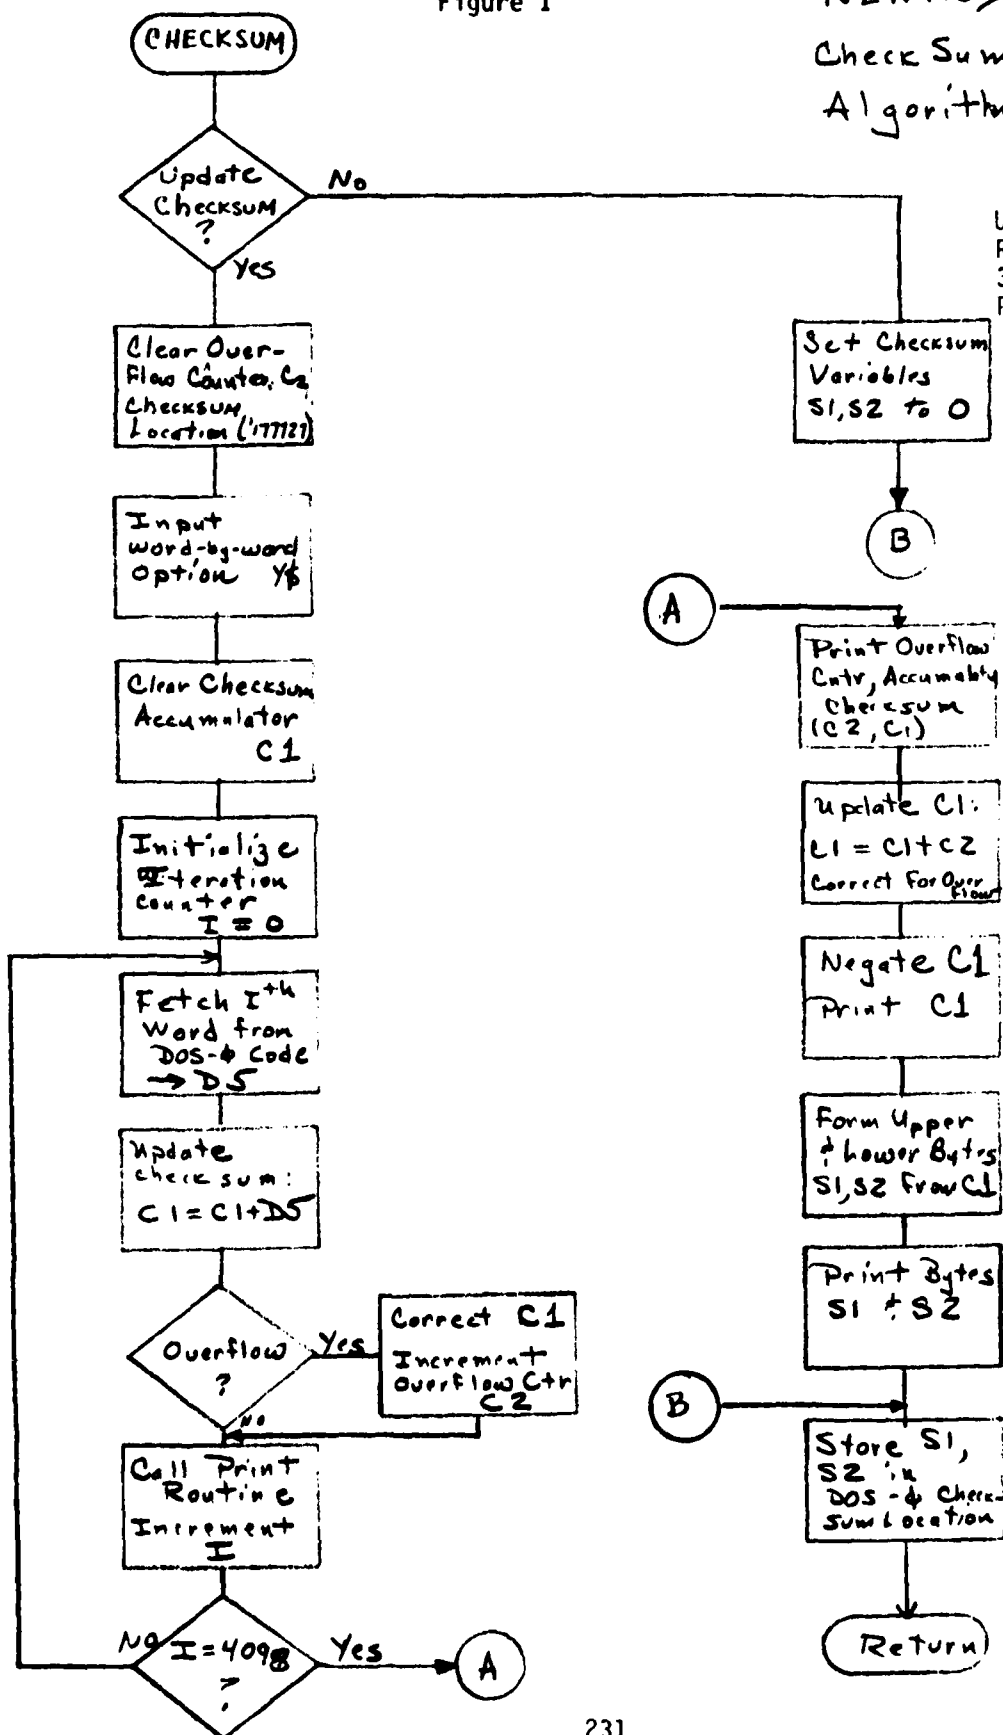 Figure 1
Check Sum
Algorithm
CHECKSUM
Update
Checksum
?
No
Yes
Clear Over-
Flow Counter, C2
Checksum
Location ('177727)
Input
word-by-word
Option Y$
Clear Checksum
Accumulator
C1
Initialize
Iteration
Counter
I = 0
Fetch Ith
Word from
DOS-φ Code
→ D5
Update
checksum:
C1 = C1+D5
Overflow
?
Yes
No
Correct C1
Increment
Overflow Ctr
C2
Call Print
Routine
Increment
I
I=4098
?
No
Yes
A
Set Checksum
Variables
S1, S2 to 0
B
A
Print Overflow
Cntr,
Checksum
(C2, C1)
Update C1:
C1 = C1+C2
Correct For Over
Flow
Negate C1
Print C1
Form Upper
& Lower Bytes
S1, S2 From C1
Print Bytes
S1 & S2
B
Store S1,
S2 in
DOS-φ Check-
sum Location
Return
231